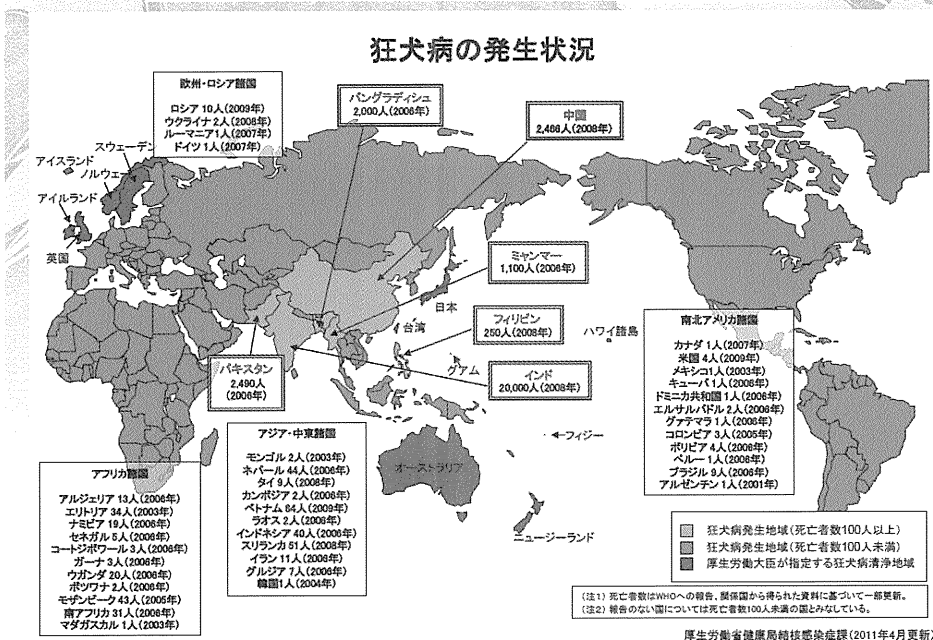 狂犬病の発生状況
欧州・ロシア諸国
ロシア 10人(2009年)
ウクライナ 2人(2008年)
ルーマニア1人(2007年)
ドイツ 1人(2007年)
バングラディシュ
2,000人(2006年)
中国
2,466人(2008年)
スウェーデン
アイスランド
ノルウェー
アイルランド
英国
ミャンマー
1,100人(2006年)
日本
台湾
フィリピン
250人(2008年)
ハワイ諸島
グアム
パキスタン
2,490人
(2006年)
インド
20,000人(2008年)
南北アメリカ諸国
カナダ 1人(2007年)
米国 4人(2009年)
メキシコ1人(2003年)
キューバ 1人(2006年)
ドミニカ共和国 1人(2006年)
エルサルバドル 2人(2006年)
グァテマラ 1人(2006年)
コロンビア 3人(2005年)
ボリビア 4人(2006年)
ペルー 1人(2006年)
ブラジル 9人(2006年)
アルゼンチン 1人(2001年)
アジア・中東諸国
モンゴル 2人(2003年)
ネパール 44人(2006年)
タイ 9人(2008年)
カンボジア 2人(2006年)
ベトナム 64人(2009年)
ラオス 2人(2006年)
インドネシア 40人(2006年)
スリランカ 51人(2008年)
イラン 11人(2006年)
グルジア 7人(2006年)
韓国1人(2004年)
オーストラリア
フィジー
ニュージーランド
アフリカ諸国
アルジェリア 13人(2006年)
エリトリア 34人(2003年)
ナミビア 19人(2006年)
セネガル 5人(2006年)
コートジボワール 3人(2006年)
ガーナ 3人(2006年)
ウガンダ 20人(2006年)
ボツワナ 2人(2006年)
モザンビーク 43人(2005年)
南アフリカ 31人(2006年)
マダガスカル 1人(2003年)
狂犬病発生地域(死亡者数100人以上)
狂犬病発生地域(死亡者数100人未満)
厚生労働大臣が指定する狂犬病清浄地域
(注1) 死亡者数はWHOへの報告、関係国から得られた資料に基づいて一部更新。
(注2) 報告のない国については死亡者数100人未満の国とみなしている。
厚生労働省健康局結核感染症課(2011年4月更新)